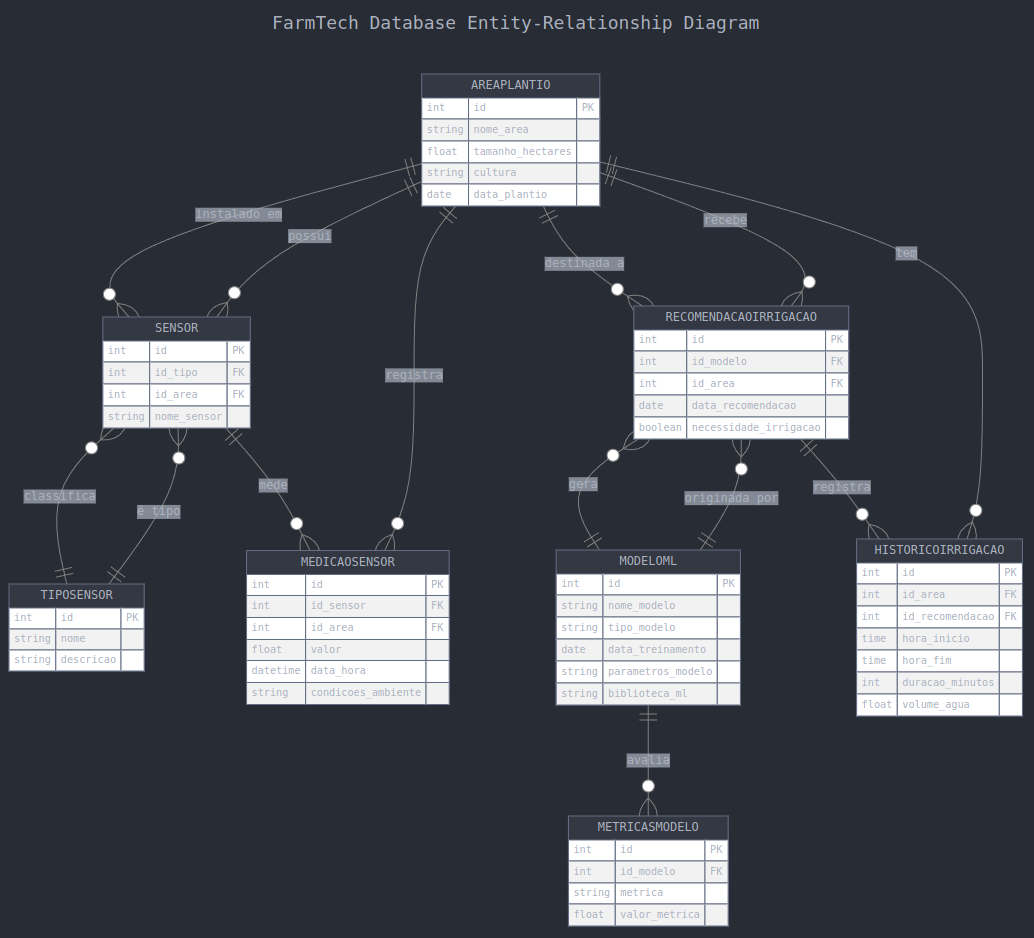 FarmTech Database Entity-Relationship Diagram
AREAPLANTIO
int id PK
string nome_area
float tamanho_hectares
string cultura
date data_plantio
instalado em
possui
recebe
tem
destinada a
registra
SENSOR
int id PK
int id_tipo FK
int id_area FK
string nome_sensor
RECOMENDACAOIRRIGACAO
int id PK
int id_modelo FK
int id_area FK
date data_recomendacao
boolean necessidade_irrigacao
classifica
é tipo
mede
gera
originada por
registra
TIPOSENSOR
int id PK
string nome
string descricao
MEDICAOSENSOR
int id PK
int id_sensor FK
int id_area FK
float valor
datetime data_hora
string condicoes_ambiente
MODELOML
int id PK
string nome_modelo
string tipo_modelo
date data_treinamento
string parametros_modelo
string biblioteca_ml
HISTORICOIRRIGACAO
int id PK
int id_area FK
int id_recomendacao FK
time hora_inicio
time hora_fim
int duracao_minutos
float volume_agua
avalia
METRICASMODELO
int id PK
int id_modelo FK
string metrica
float valor_metrica